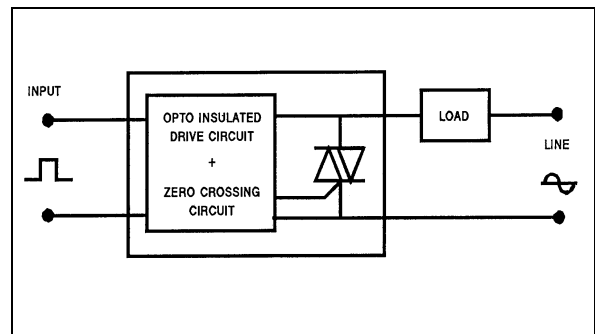 INPUT
OPTO INSULATED
DRIVE CIRCUIT
+
ZERO CROSSING
CIRCUIT
LOAD
LINE